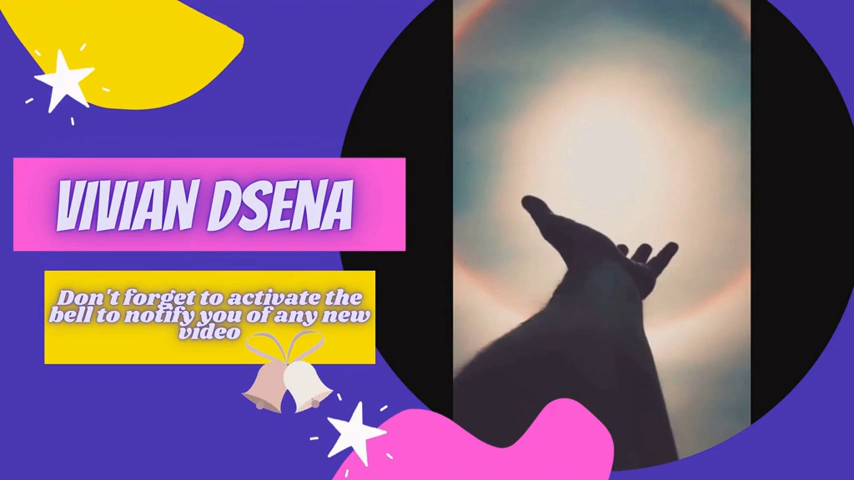 VIVIAN DSENA
Don't forget to activate the
bell to notify you of any new
video